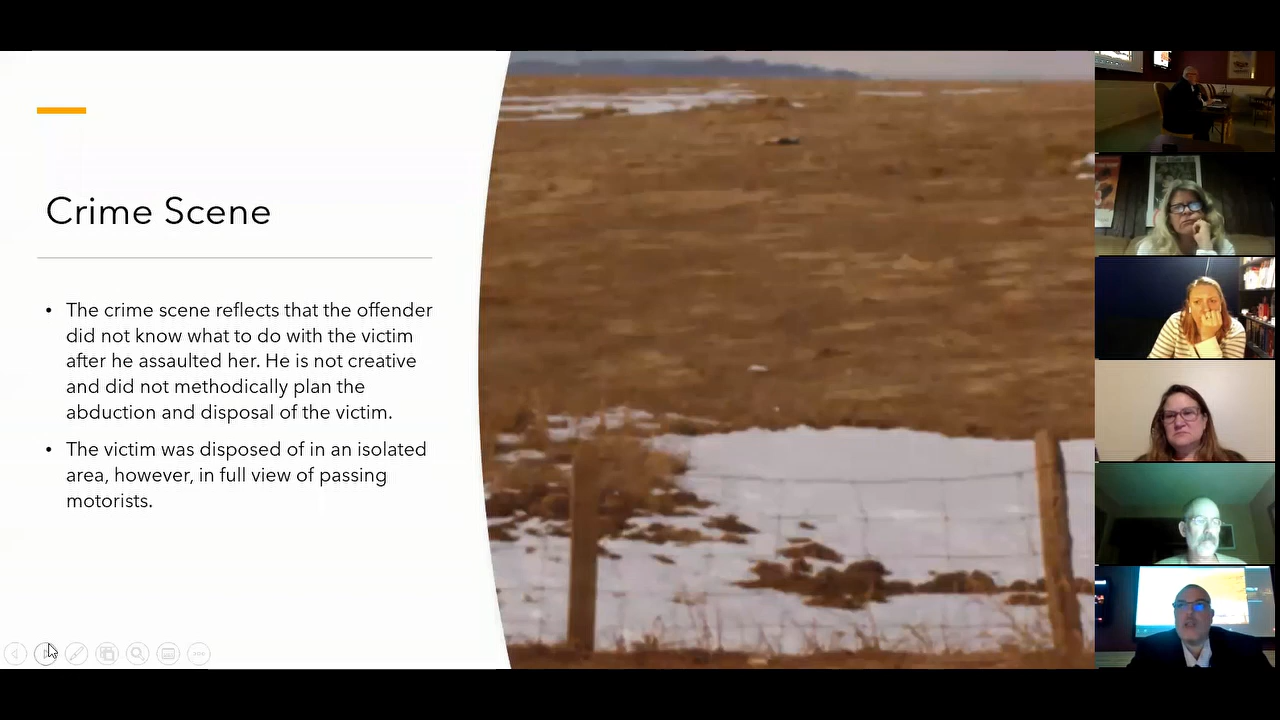 Crime Scene
• The crime scene reflects that the offender
did not know what to do with the victim
after he assaulted her. He is not creative
and did not methodically plan the
abduction and disposal of the victim.
• The victim was disposed of in an isolated
area, however, in full view of passing
motorists.